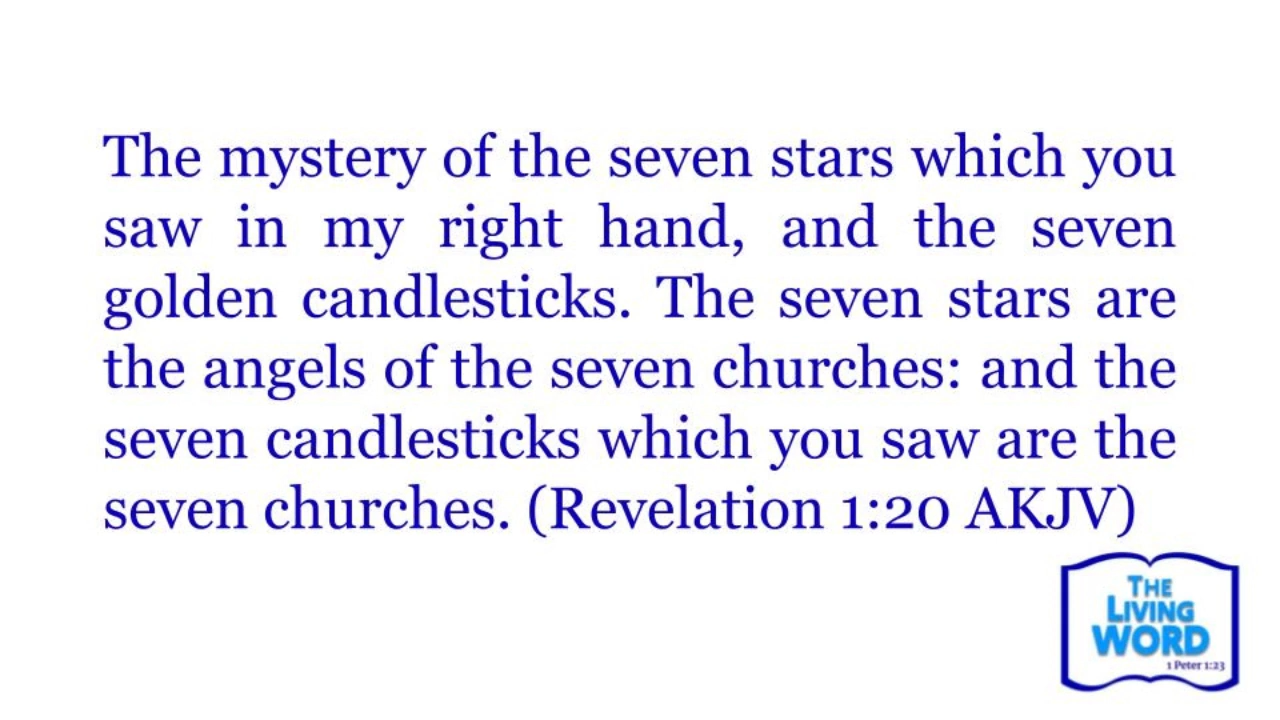 The mystery of the seven stars which you
saw in my right hand, and the seven
golden candlesticks. The seven stars are
the angels of the seven churches: and the
seven candlesticks which you saw are the
seven churches. (Revelation 1:20 AKJV)
THE
LIVING
WORD
1 Peter 1:23